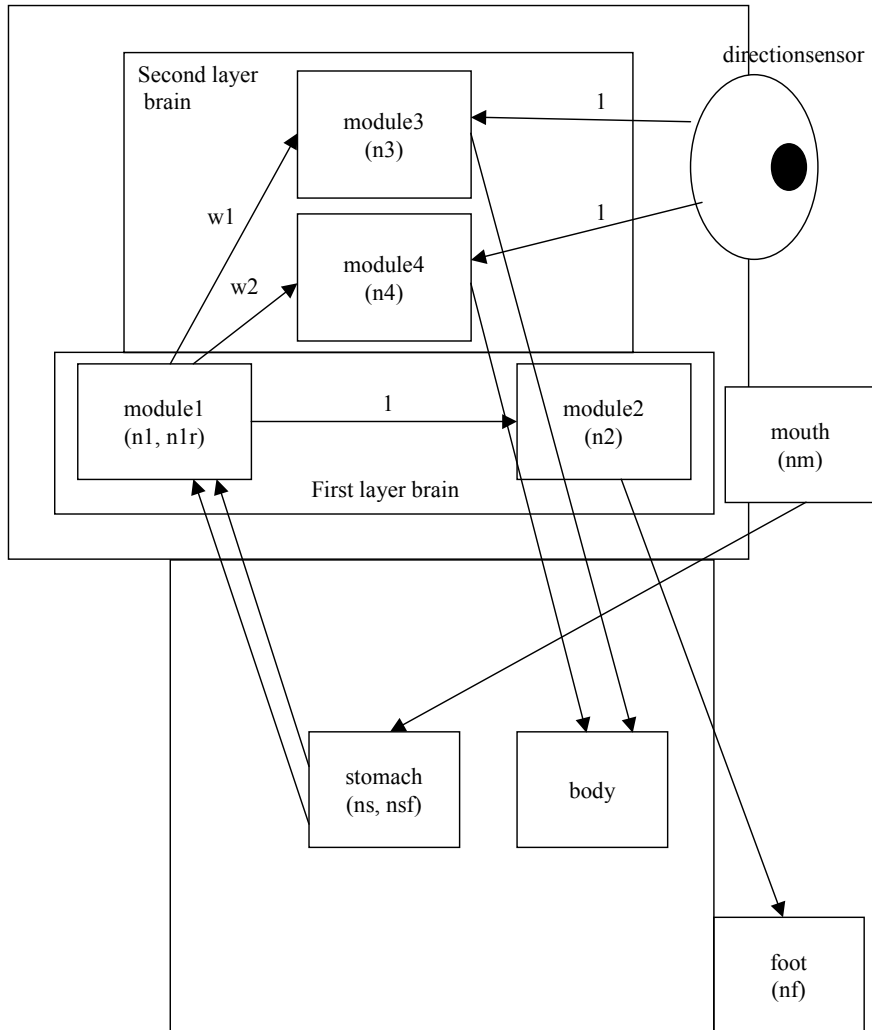 directionsensor
Second layer
brain
module3
(n3)
1
w1
1
module4
(n4)
w2
module1
(n1, n1r)
1
module2
(n2)
mouth
(nm)
First layer brain
stomach
(ns, nsf)
body
foot
(nf)